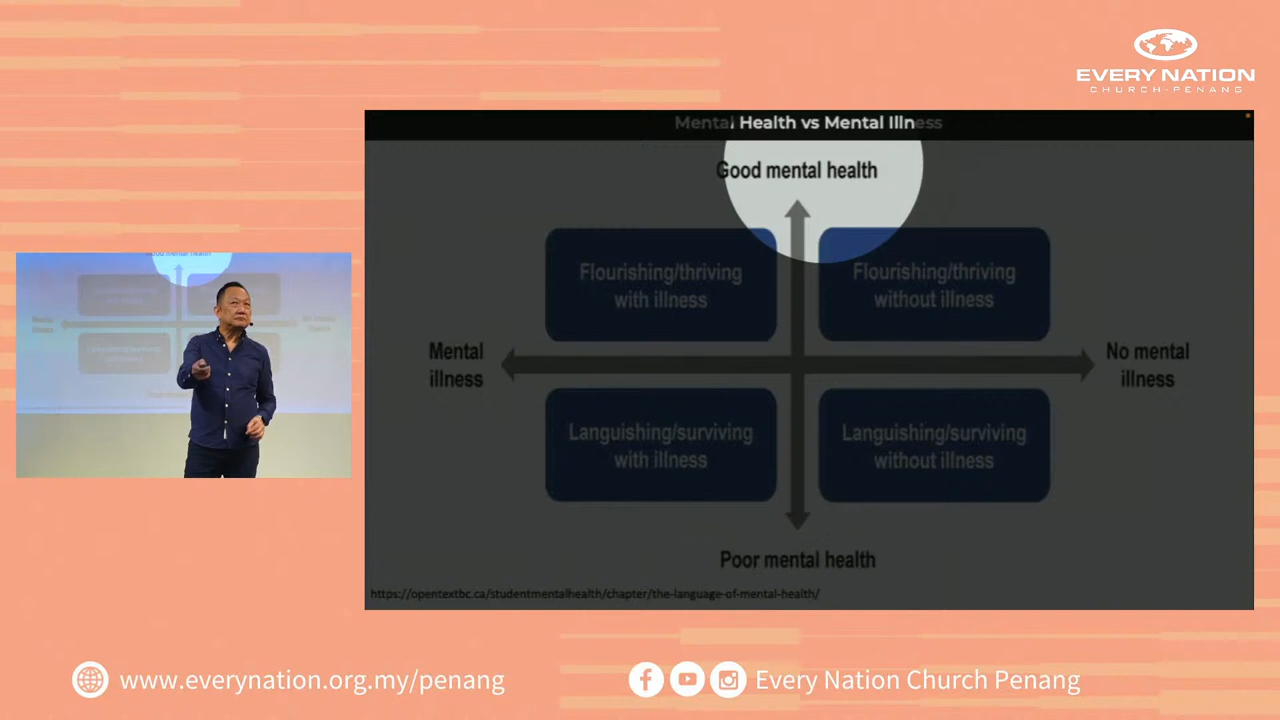 EVERY NATION
CHURCH-PENANG
Mental Health vs Mental Illness
Good mental health
Flourishing/thriving
with illness
Flourishing/thriving
without illness
Mental
illness
No mental
illness
Languishing/surviving
with illness
Languishing/surviving
without illness
Poor mental health
https://opentextbc.ca/studentmentalhealth/chapter/the-language-of-mental-health/
www.everynation.org.my/penang
Every Nation Church Penang